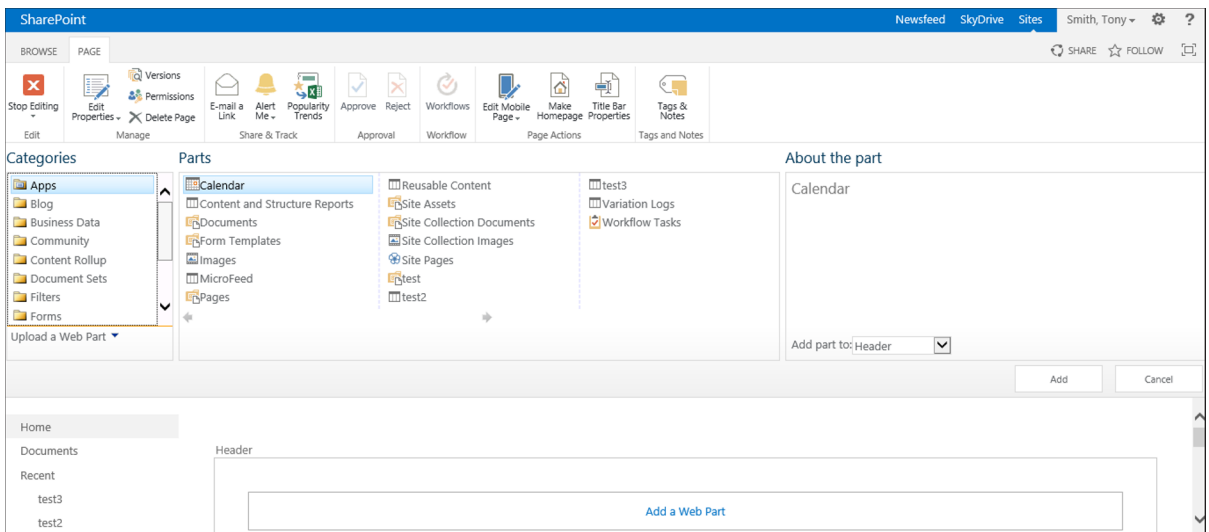 SharePoint Newsfeed SkyDrive Sites Smith, Tony ?
BROWSE PAGE SHARE FOLLOW
Stop Editing
Edit
Edit Properties
Versions
Permissions
Delete Page
Manage
E-mail a Link
Alert Me
Popularity Trends
Share & Track
Approve Reject
Approval
Workflows
Workflow
Edit Mobile Page
Make Homepage
Title Bar Properties
Page Actions
Tags & Notes
Tags and Notes
Categories
Apps
Blog
Business Data
Community
Content Rollup
Document Sets
Filters
Forms
Upload a Web Part
Parts
Calendar
Content and Structure Reports
Documents
Form Templates
Images
MicroFeed
Pages
Reusable Content
Site Assets
Site Collection Documents
Site Collection Images
Site Pages
test
test2
test3
Variation Logs
Workflow Tasks
About the part
Calendar
Add part to: Header
Add Cancel
Home
Documents
Recent
test3
test2
Header
Add a Web Part